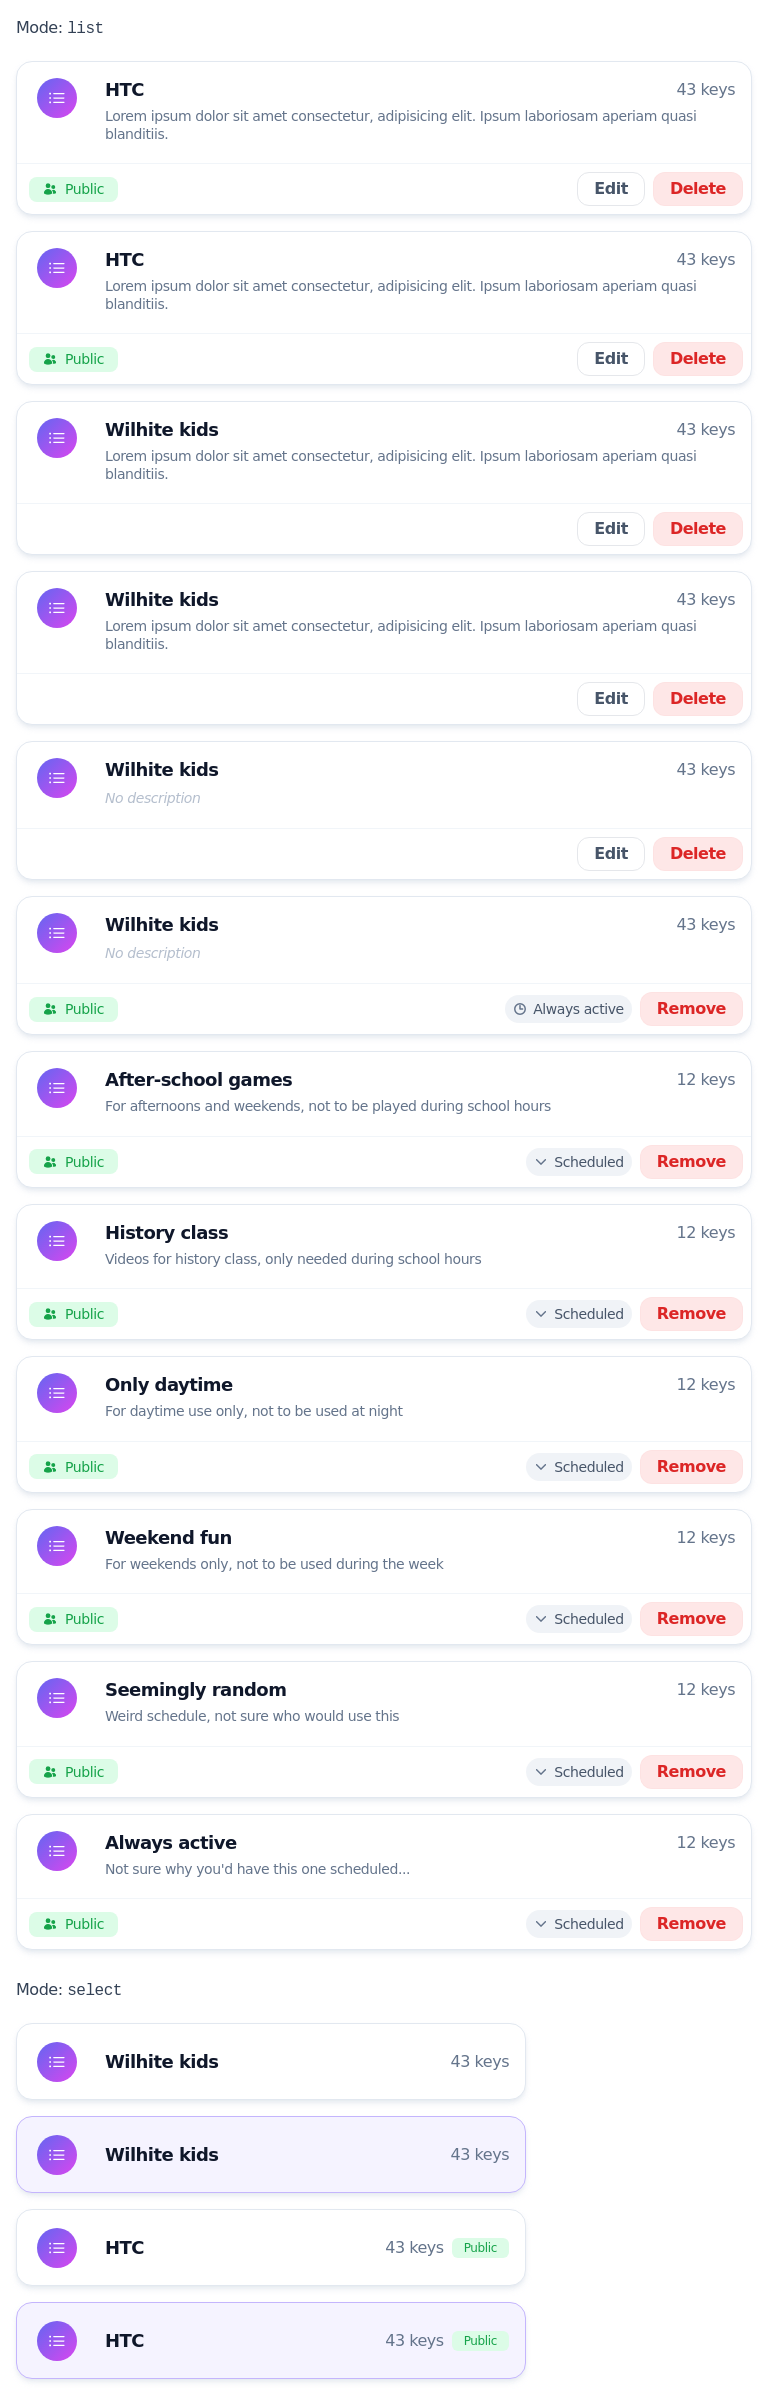 Mode: list
HTC 43 keys
Lorem ipsum dolor sit amet consectetur, adipisicing elit. Ipsum laboriosam aperiam quasi
blanditiis.
Public Edit Delete
HTC 43 keys
Lorem ipsum dolor sit amet consectetur, adipisicing elit. Ipsum laboriosam aperiam quasi
blanditiis.
Public Edit Delete
Wilhite kids 43 keys
Lorem ipsum dolor sit amet consectetur, adipisicing elit. Ipsum laboriosam aperiam quasi
blanditiis.
Edit Delete
Wilhite kids 43 keys
Lorem ipsum dolor sit amet consectetur, adipisicing elit. Ipsum laboriosam aperiam quasi
blanditiis.
Edit Delete
Wilhite kids 43 keys
No description
Edit Delete
Wilhite kids 43 keys
No description
Public Always active Remove
After-school games 12 keys
For afternoons and weekends, not to be played during school hours
Public Scheduled Remove
History class 12 keys
Videos for history class, only needed during school hours
Public Scheduled Remove
Only daytime 12 keys
For daytime use only, not to be used at night
Public Scheduled Remove
Weekend fun 12 keys
For weekends only, not to be used during the week
Public Scheduled Remove
Seemingly random 12 keys
Weird schedule, not sure who would use this
Public Scheduled Remove
Always active 12 keys
Not sure why you'd have this one scheduled...
Public Scheduled Remove
Mode: select
Wilhite kids 43 keys
Wilhite kids 43 keys
HTC 43 keys Public
HTC 43 keys Public